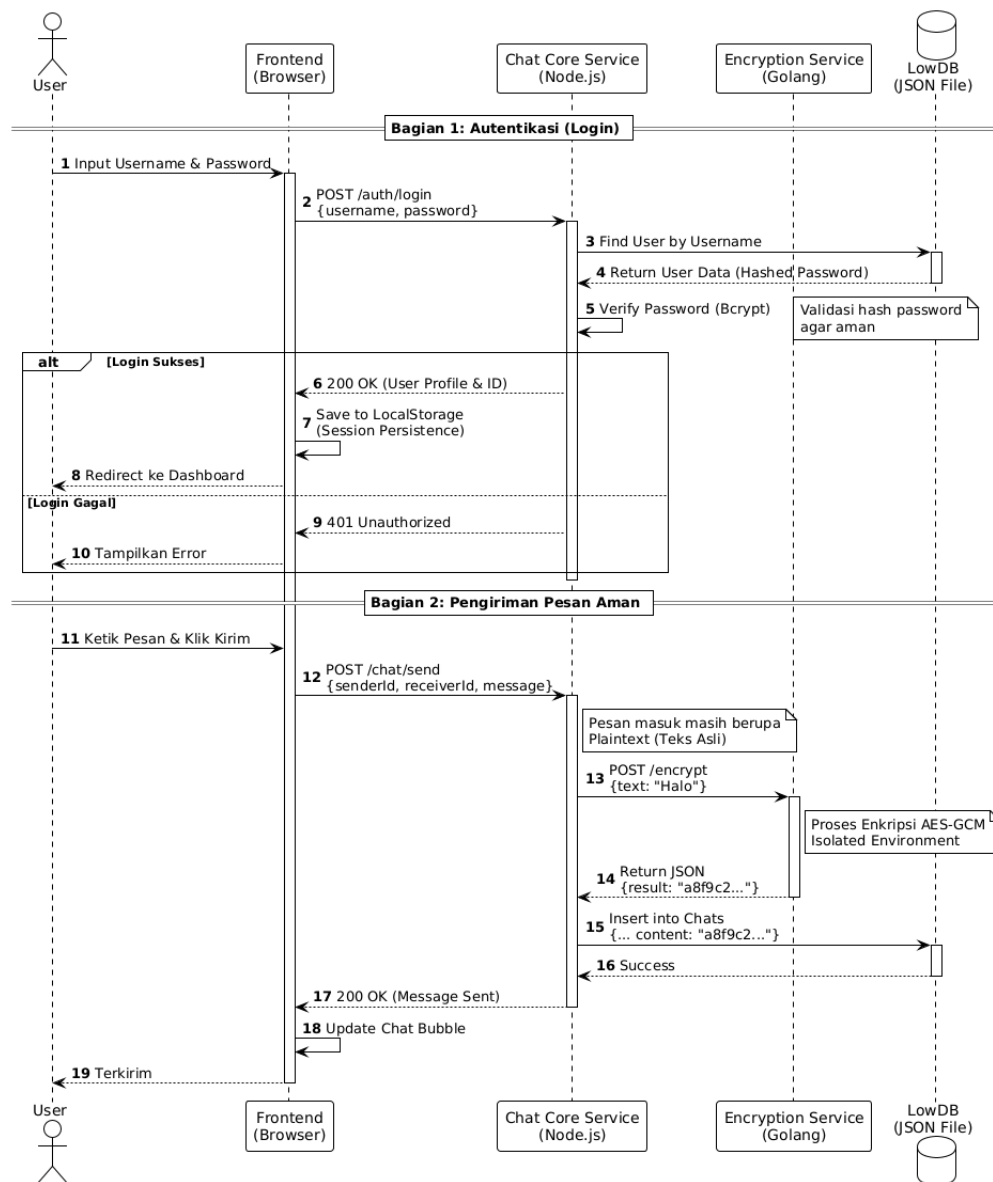 User
Frontend
(Browser)
Chat Core Service
(Node.js)
Encryption Service
(Golang)
LowDB
(JSON File)
Bagian 1: Autentikasi (Login)
1 Input Username & Password
2 POST /auth/login
{username, password}
3 Find User by Username
4 Return User Data (Hashed Password)
5 Verify Password (Bcrypt)
Validasi hash password
agar aman
alt [Login Sukses]
6 200 OK (User Profile & ID)
7 Save to LocalStorage
(Session Persistence)
8 Redirect ke Dashboard
[Login Gagal]
9 401 Unauthorized
10 Tampilkan Error
Bagian 2: Pengiriman Pesan Aman
11 Ketik Pesan & Klik Kirim
12 POST /chat/send
{senderId, receiverId, message}
Pesan masuk masih berupa
Plaintext (Teks Asli)
13 POST /encrypt
{text: "Halo"}
Proses Enkripsi AES-GCM
Isolated Environment
14 Return JSON
{result: "a8f9c2..."}
15 Insert into Chats
{... content: "a8f9c2..."}
16 Success
17 200 OK (Message Sent)
18 Update Chat Bubble
19 Terkirim
User
Frontend
(Browser)
Chat Core Service
(Node.js)
Encryption Service
(Golang)
LowDB
(JSON File)